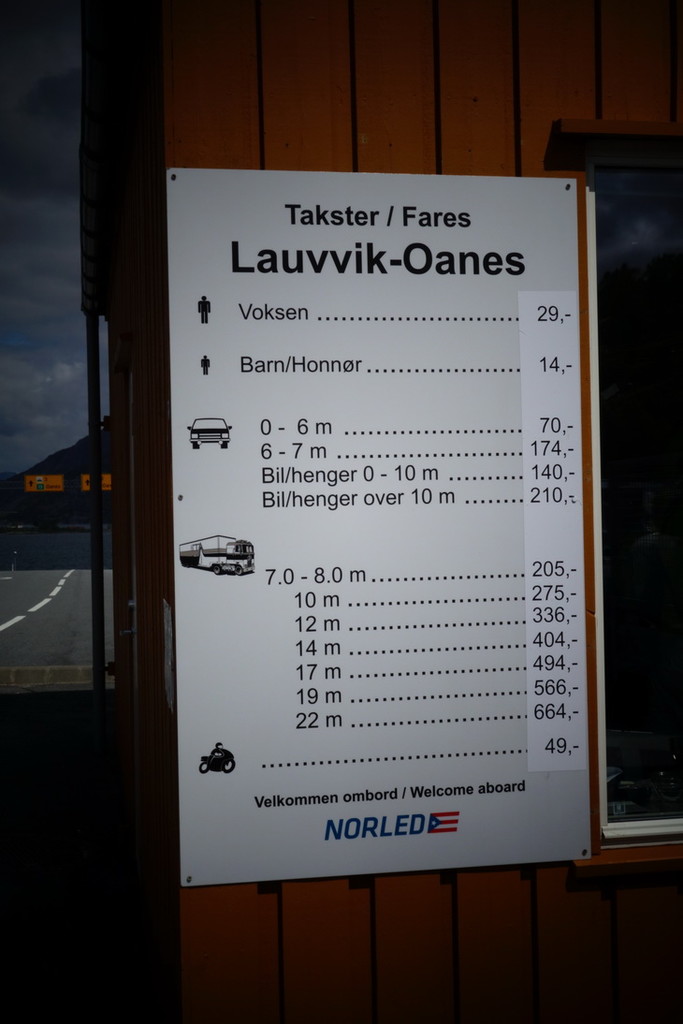 Takster / Fares
Lauvvik-Oanes
Voksen ........................................ 29,-
Barn/Honnør ............................... 14,-
0 - 6 m ................................... 70,-
6 - 7 m ................................... 174,-
Bil/henger 0 - 10 m .............. 140,-
Bil/henger over 10 m ............ 210,-
7.0 - 8.0 m .............................. 205,-
10 m ................................... 275,-
12 m ................................... 336,-
14 m ................................... 404,-
17 m ................................... 494,-
19 m ................................... 566,-
22 m ................................... 664,-
................................................ 49,-
Velkommen ombord / Welcome aboard
NORLED